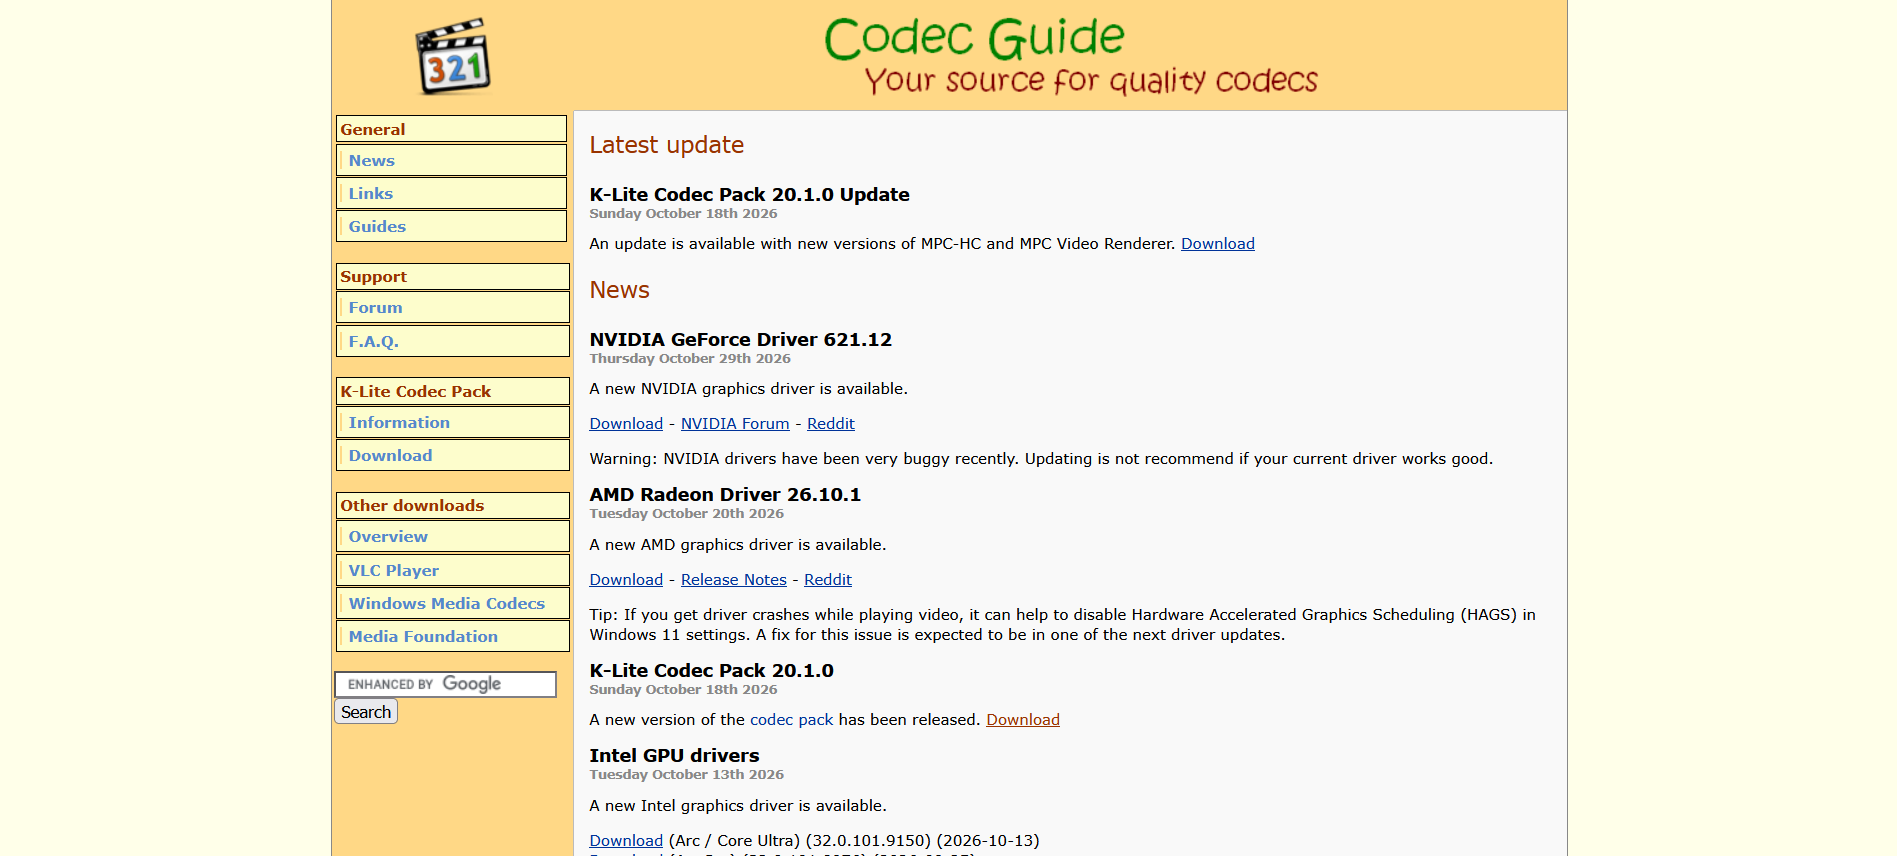 321
Codec Guide
Your source for quality codecs
General
News
Links
Guides
Support
Forum
F.A.Q.
K-Lite Codec Pack
Information
Download
Other downloads
Overview
VLC Player
Windows Media Codecs
Media Foundation
ENHANCED BY Google
Search
Latest update
K-Lite Codec Pack 20.1.0 Update
Sunday October 18th 2026
An update is available with new versions of MPC-HC and MPC Video Renderer. Download
News
NVIDIA GeForce Driver 621.12
Thursday October 29th 2026
A new NVIDIA graphics driver is available.
Download - NVIDIA Forum - Reddit
Warning: NVIDIA drivers have been very buggy recently. Updating is not recommend if your current driver works good.
AMD Radeon Driver 26.10.1
Tuesday October 20th 2026
A new AMD graphics driver is available.
Download - Release Notes - Reddit
Tip: If you get driver crashes while playing video, it can help to disable Hardware Accelerated Graphics Scheduling (HAGS) in
Windows 11 settings. A fix for this issue is expected to be in one of the next driver updates.
K-Lite Codec Pack 20.1.0
Sunday October 18th 2026
A new version of the codec pack has been released. Download
Intel GPU drivers
Tuesday October 13th 2026
A new Intel graphics driver is available.
Download (Arc / Core Ultra) (32.0.101.9150) (2026-10-13)